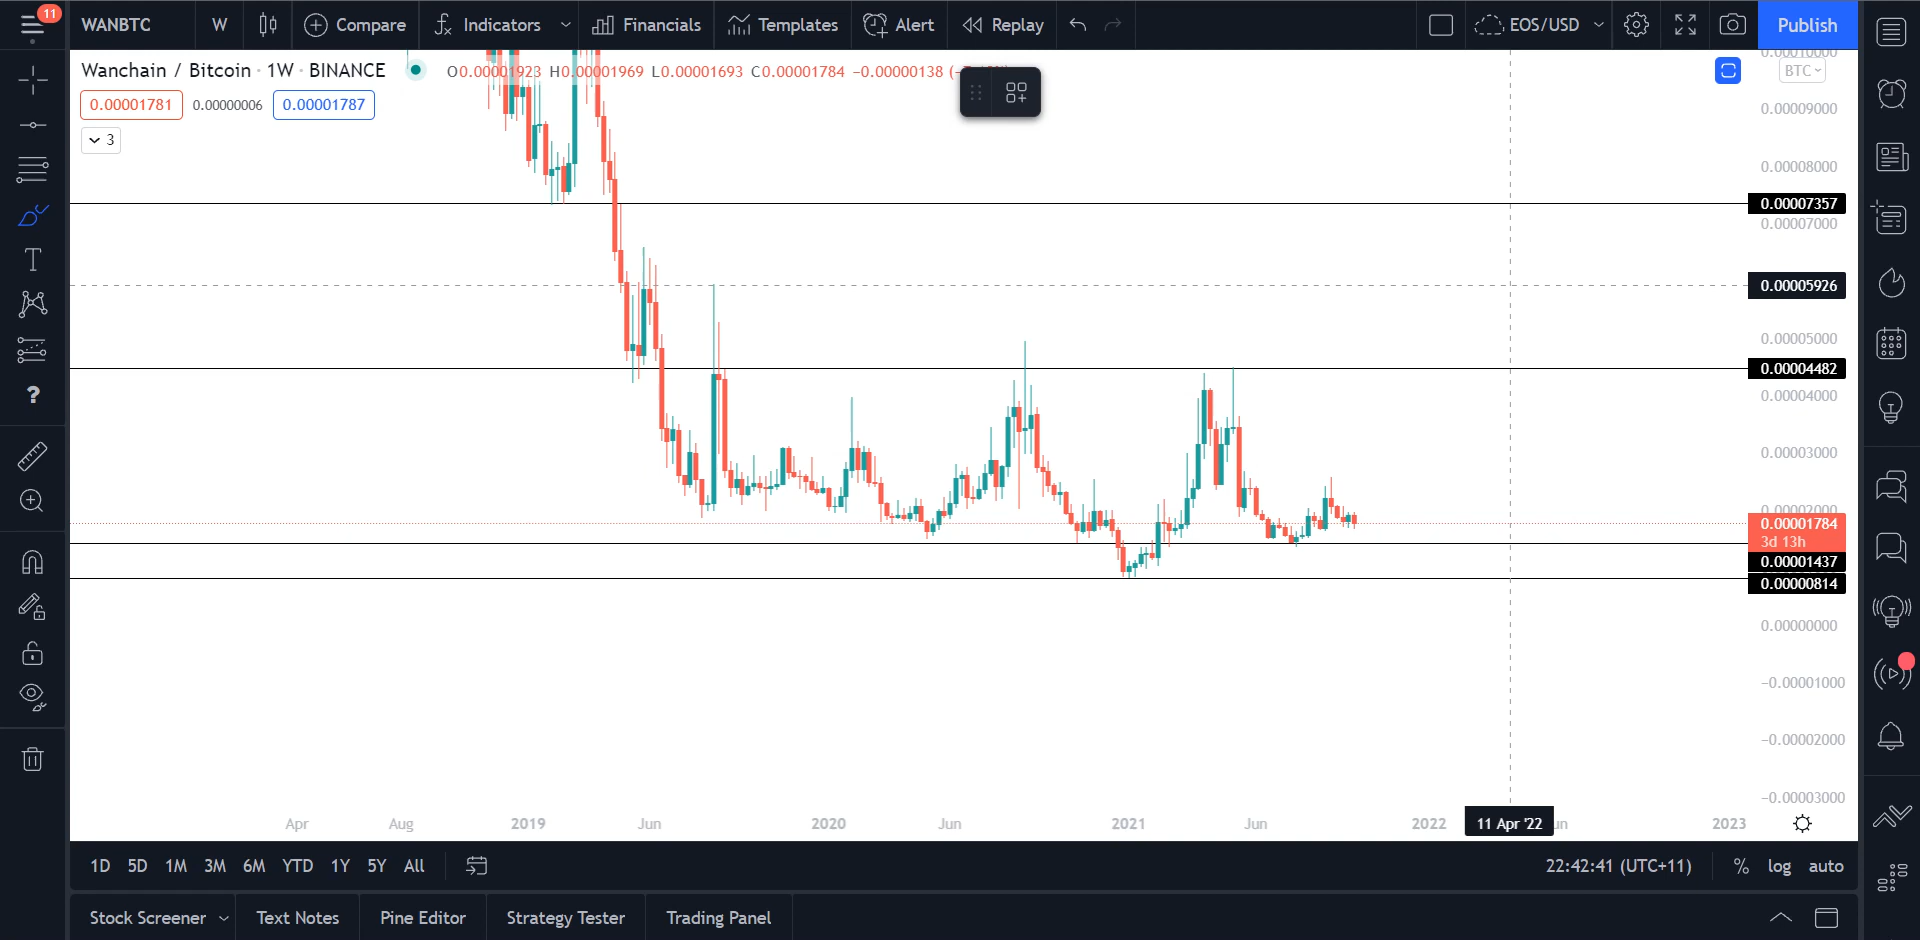 11 WANBTC W Compare Indicators Financials Templates Alert Replay EOS/USD Publish
Wanchain / Bitcoin · 1W · BINANCE O0.00001923 H0.00001969 L0.00001693 C0.00001784 −0.00000138
BTC
0.00001781 0.00000006 0.00001787
3
0.00010000
0.00009000
0.00008000
0.00007357
0.00007000
0.00005926
0.00005000
0.00004482
0.00004000
0.00003000
0.00002000
0.00001784
3d 13h
0.00001437
0.00000814
0.00000000
−0.00001000
−0.00002000
−0.00003000
Apr Aug 2019 Jun 2020 Jun 2021 Jun 2022 11 Apr '22 2023
1D 5D 1M 3M 6M YTD 1Y 5Y All 22:42:41 (UTC+11) % log auto
Stock Screener Text Notes Pine Editor Strategy Tester Trading Panel